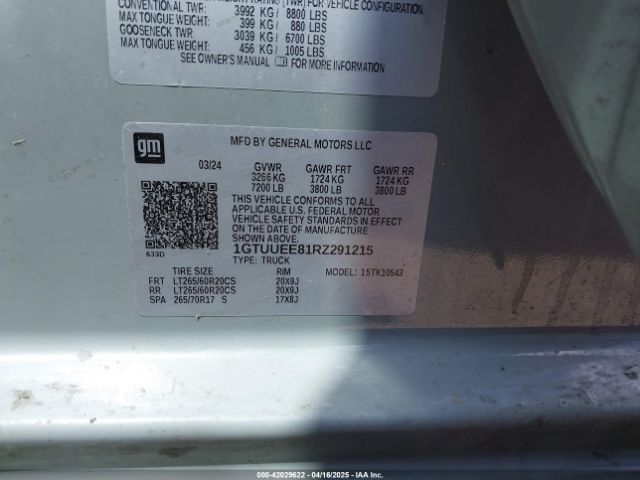 CONVENTIONAL TWR: 3992 KG / 8800 LBS
MAX TONGUE WEIGHT: 399 KG / 880 LBS
GOOSENECK TWR 3039 KG / 6700 LBS
MAX TONGUE WEIGHT: 456 KG / 1005 LBS
SEE OWNER'S MANUAL FOR MORE INFORMATION
gm
MFD BY GENERAL MOTORS LLC
03/24 GVWR GAWR FRT GAWR RR
3266 KG 1724 KG 1724 KG
7200 LB 3800 LB 3800 LB
THIS VEHICLE CONFORMS TO ALL
APPLICABLE U.S. FEDERAL MOTOR
VEHICLE SAFETY STANDARDS IN EFFECT
ON THE DATE OF MANUFACTURE
SHOWN ABOVE.
1GTUUEE81RZ291215
633D TYPE: TRUCK
TIRE SIZE RIM MODEL: 15TK10543
FRT LT265/60R20CS 20X9J
RR LT265/60R20CS 20X9J
SPA 265/70R17 S 17X8J
000-42029622 - 04/16/2025 - IAAI.COM